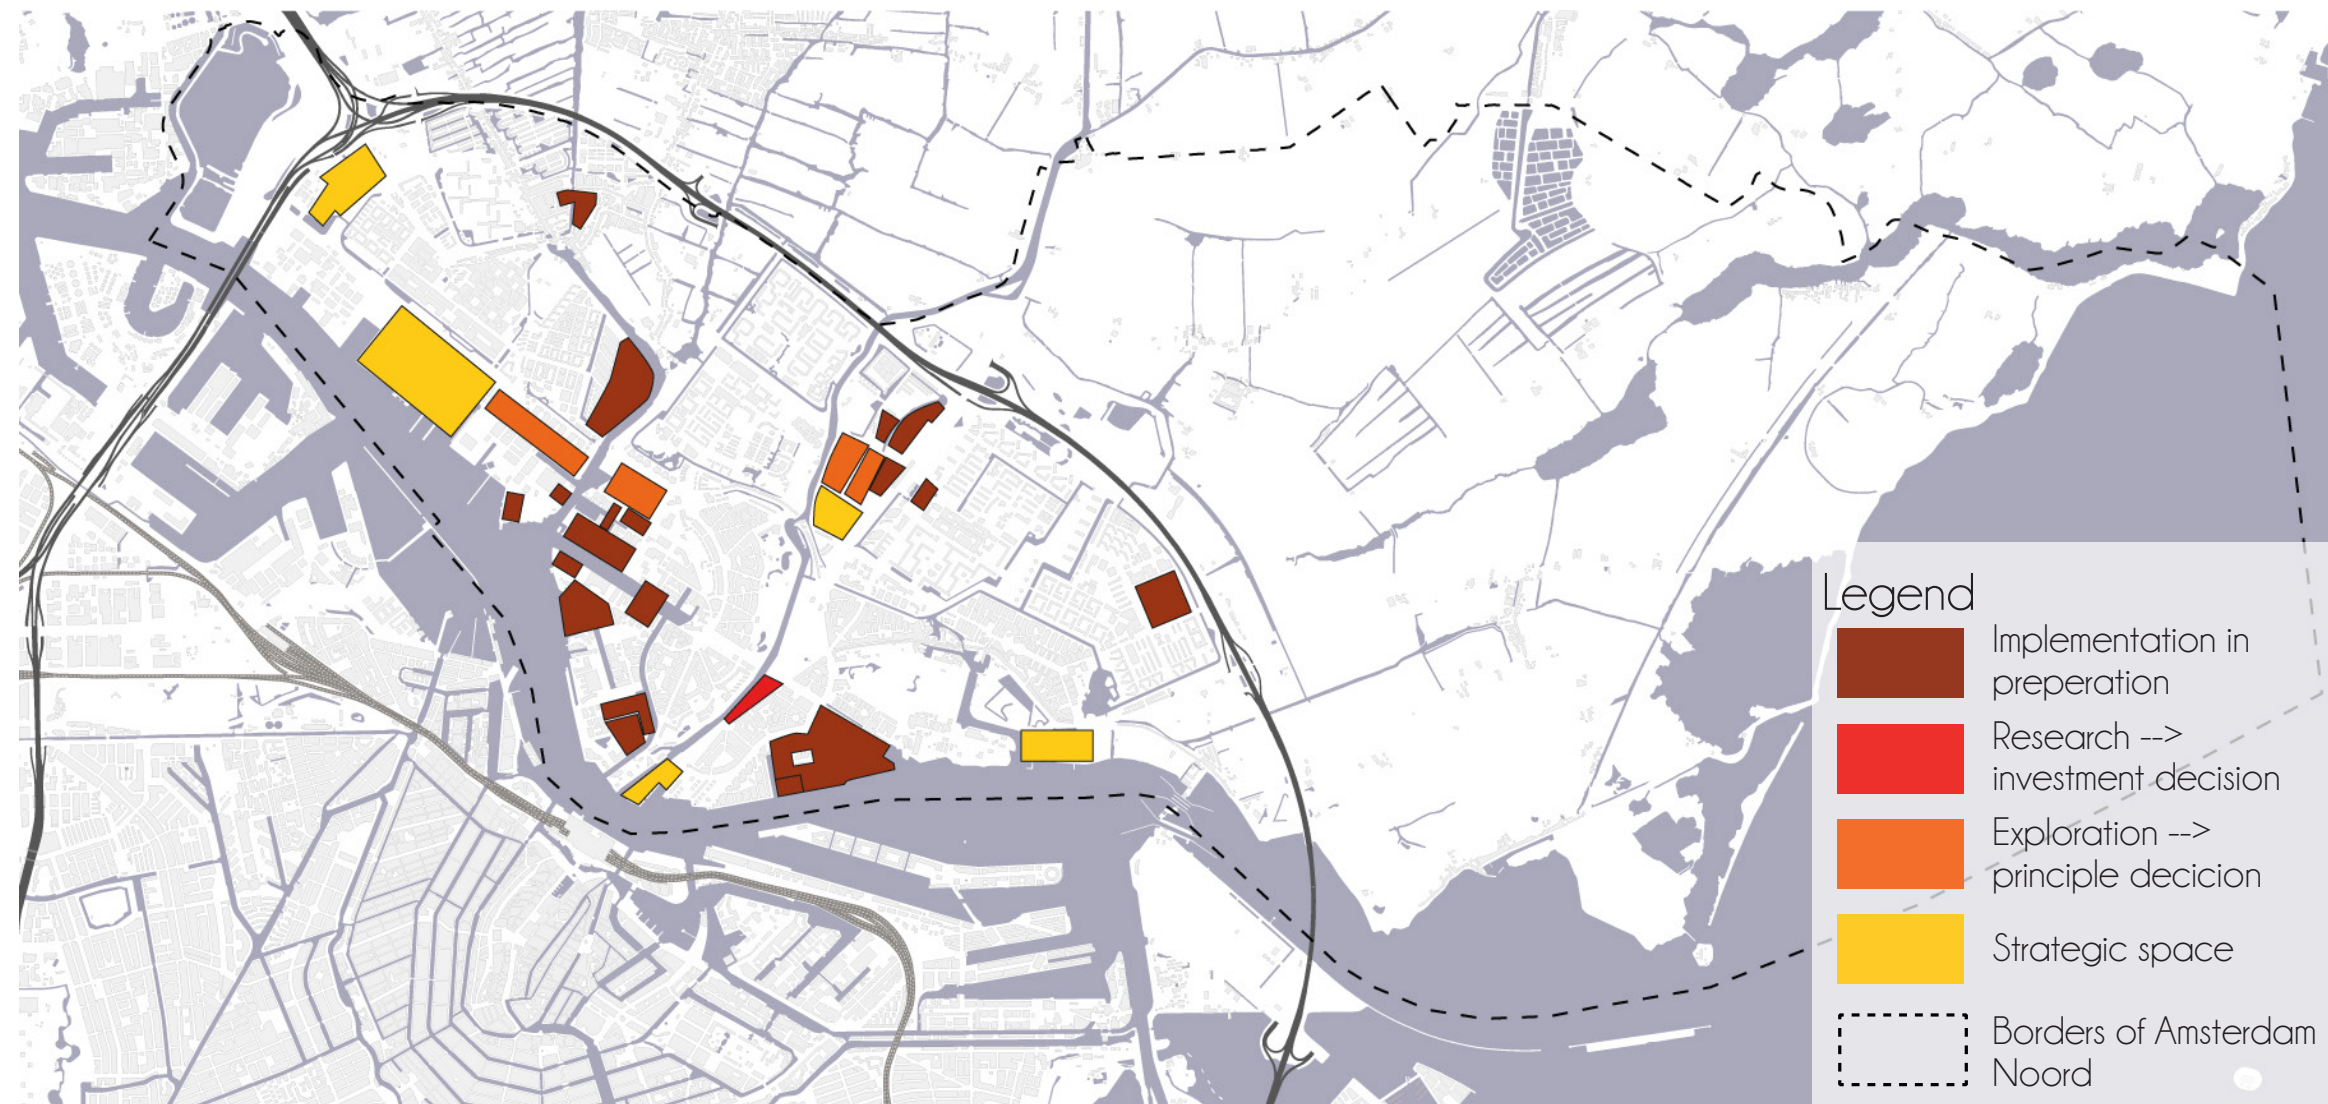 Legend
Implementation in
preperation
Research -->
investment decision
Exploration -->
principle decicion
Strategic space
Borders of Amsterdam
Noord